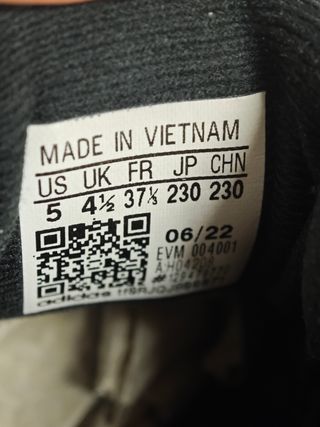 MADE IN VIETNAM
US UK FR JP CHN
5 4½ 37⅓ 230 230
06/22
EVM 004001
adidas